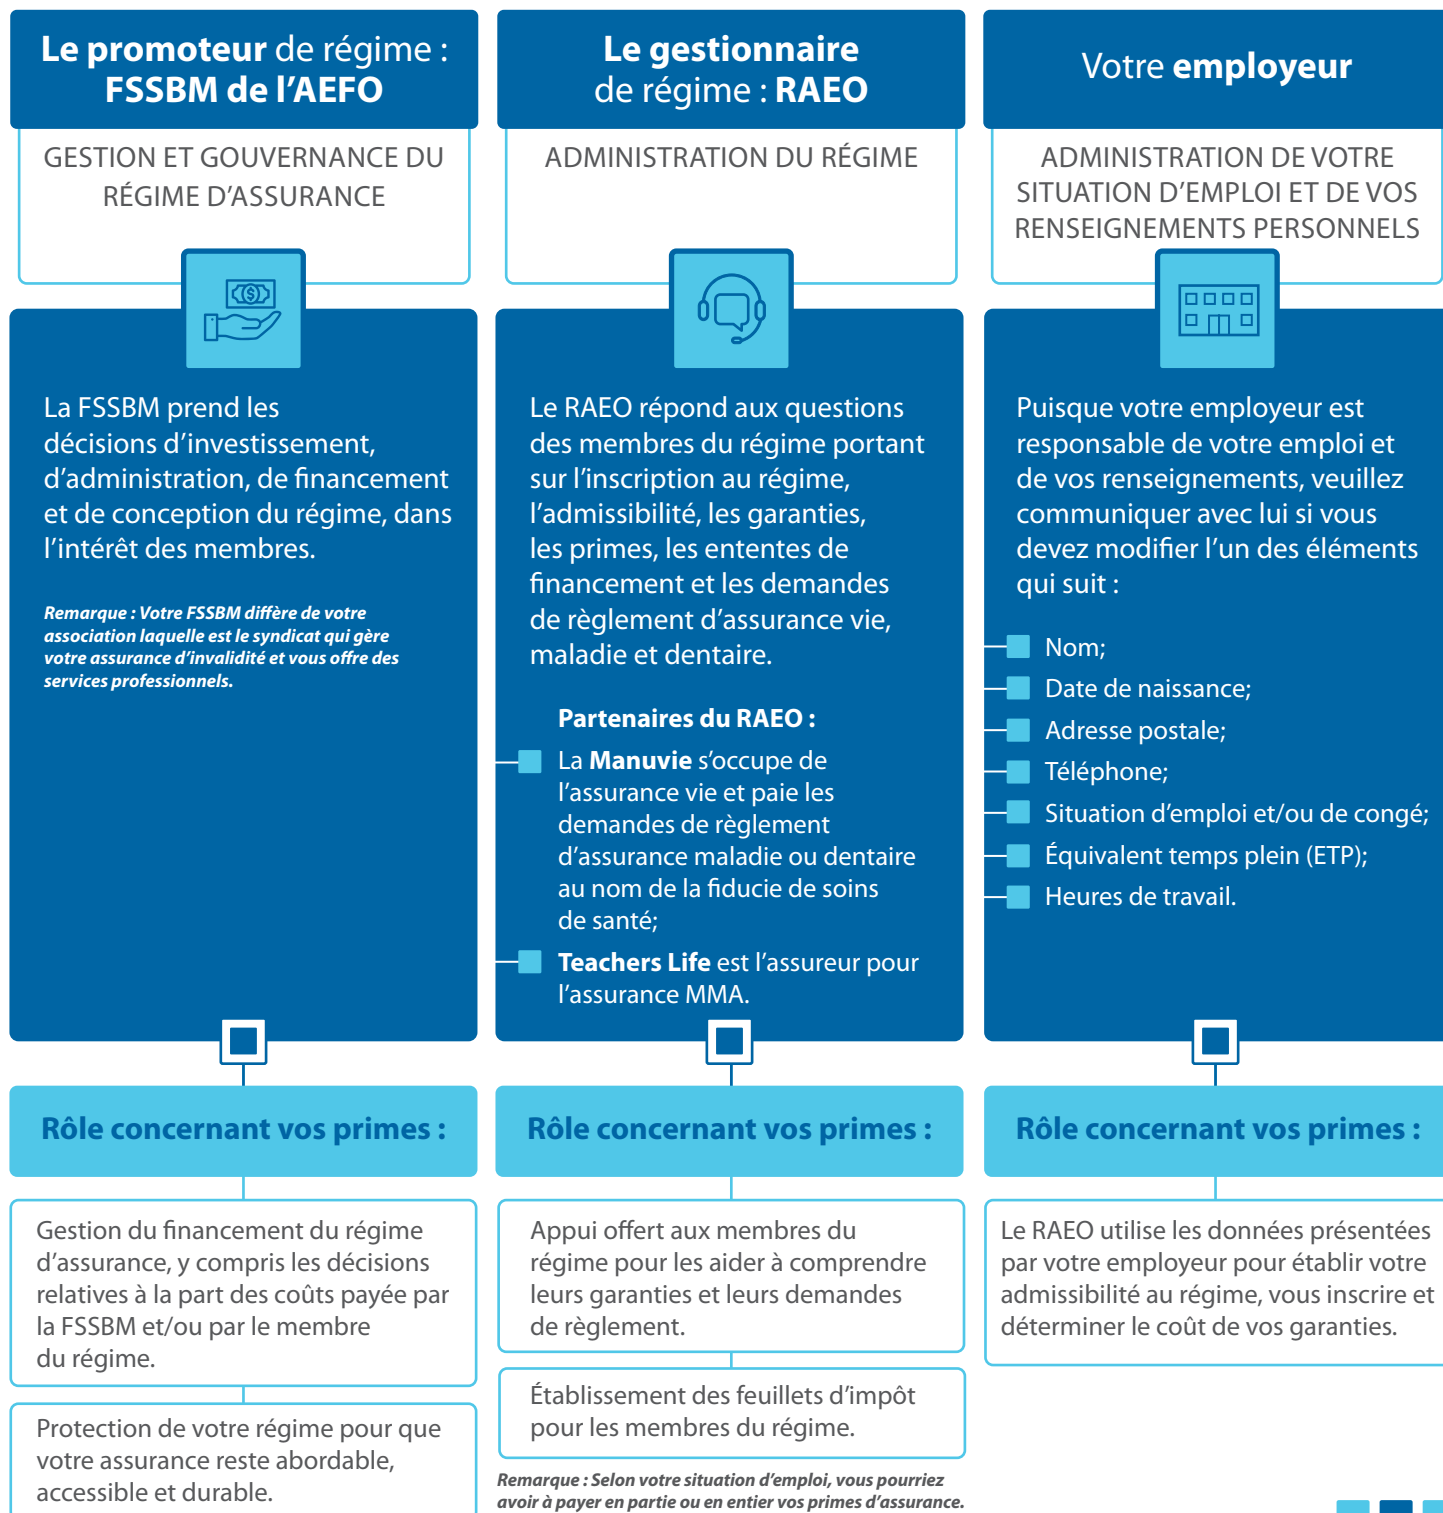 Le promoteur de régime :
FSSBM de l'AEFO
GESTION ET GOUVERNANCE DU
RÉGIME D'ASSURANCE
La FSSBM prend les
décisions d'investissement,
d'administration, de financement
et de conception du régime, dans
l'intérêt des membres.
Remarque : Votre FSSBM diffère de votre
association laquelle est le syndicat qui gère
votre assurance d'invalidité et vous offre des
services professionnels.
Rôle concernant vos primes :
Gestion du financement du régime
d'assurance, y compris les décisions
relatives à la part des coûts payée par
la FSSBM et/ou par le membre
du régime.
Protection de votre régime pour que
votre assurance reste abordable,
accessible et durable.
Le gestionnaire
de régime : RAEO
ADMINISTRATION DU RÉGIME
Le RAEO répond aux questions
des membres du régime portant
sur l'inscription au régime,
l'admissibilité, les garanties,
les primes, les ententes de
financement et les demandes
de règlement d'assurance vie,
maladie et dentaire.
Partenaires du RAEO :
La Manuvie s'occupe de
l'assurance vie et paie les
demandes de règlement
d'assurance maladie ou dentaire
au nom de la fiducie de soins
de santé;
Teachers Life est l'assureur pour
l'assurance MMA.
Rôle concernant vos primes :
Appui offert aux membres du
régime pour les aider à comprendre
leurs garanties et leurs demandes
de règlement.
Établissement des feuillets d'impôt
pour les membres du régime.
Remarque : Selon votre situation d'emploi, vous pourriez
avoir à payer en partie ou en entier vos primes d'assurance.
Votre employeur
ADMINISTRATION DE VOTRE
SITUATION D'EMPLOI ET DE VOS
RENSEIGNEMENTS PERSONNELS
Puisque votre employeur est
responsable de votre emploi et
de vos renseignements, veuillez
communiquer avec lui si vous
devez modifier l'un des éléments
qui suit :
Nom;
Date de naissance;
Adresse postale;
Téléphone;
Situation d'emploi et/ou de congé;
Équivalent temps plein (ETP);
Heures de travail.
Rôle concernant vos primes :
Le RAEO utilise les données présentées
par votre employeur pour établir votre
admissibilité au régime, vous inscrire et
déterminer le coût de vos garanties.